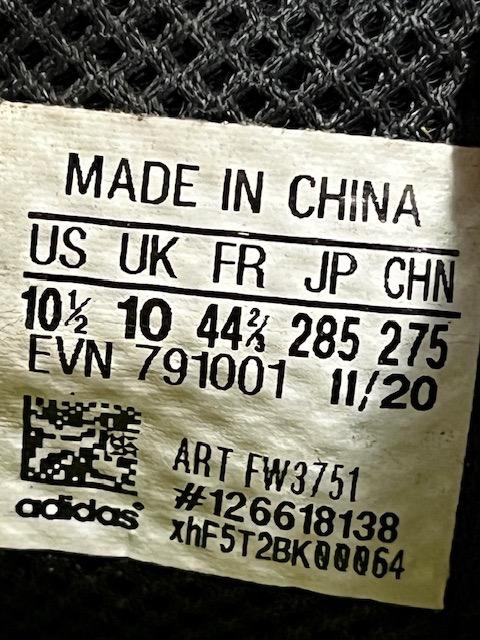 MADE IN CHINA
US UK FR JP CHN
10½ 10 44⅔ 285 275
EVN 791001 11/20
ART FW3751
#126618138
xhF5T2BK00064
adidas